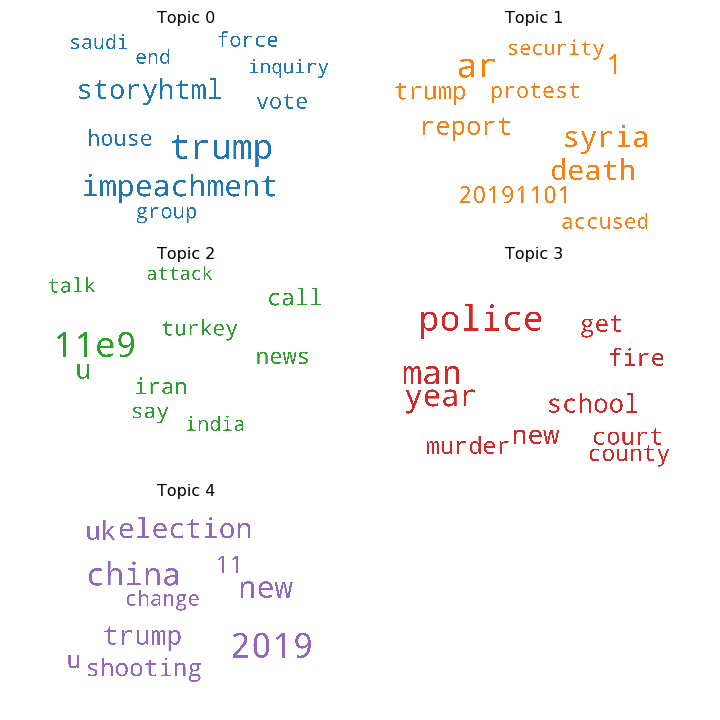 Topic 0
saudi
force
end
inquiry
storyhtml
vote
house
trump
impeachment
group
Topic 1
security
ar
1
trump
protest
report
syria
death
20191101
accused
Topic 2
attack
talk
call
turkey
11e9
news
u
iran
say
india
Topic 3
police
get
fire
man
year
school
new
court
murder
county
Topic 4
uk
election
11
china
new
change
trump
2019
u
shooting